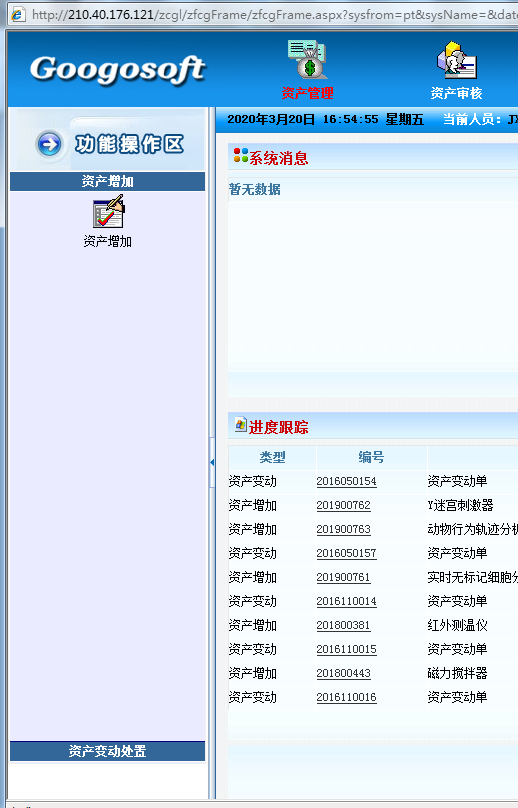 http://210.40.176.121/zcgl/zfcgFrame/zfcgFrame.aspx?sysfrom=pt&sysName=&dat
Googosoft
资产管理
资产审核
2020年3月20日 16:54:55 星期五 当前人员：
功能操作区
资产增加
资产增加
系统消息
暂无数据
进度跟踪
类型 编号
资产变动 2016050154 资产变动单
资产增加 201900762 Y迷宫刺激器
资产增加 201900763 动物行为轨迹分析
资产变动 2016050157 资产变动单
资产增加 201900761 实时无标记细胞分
资产变动 2016110014 资产变动单
资产增加 201800381 红外测温仪
资产变动 2016110015 资产变动单
资产增加 201800443 磁力搅拌器
资产变动 2016110016 资产变动单
资产变动处置